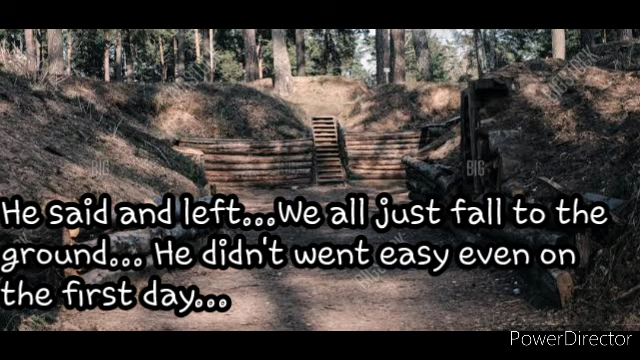 He said and left...We all just fall to the
ground... He didn't went easy even on
the first day...
PowerDirector